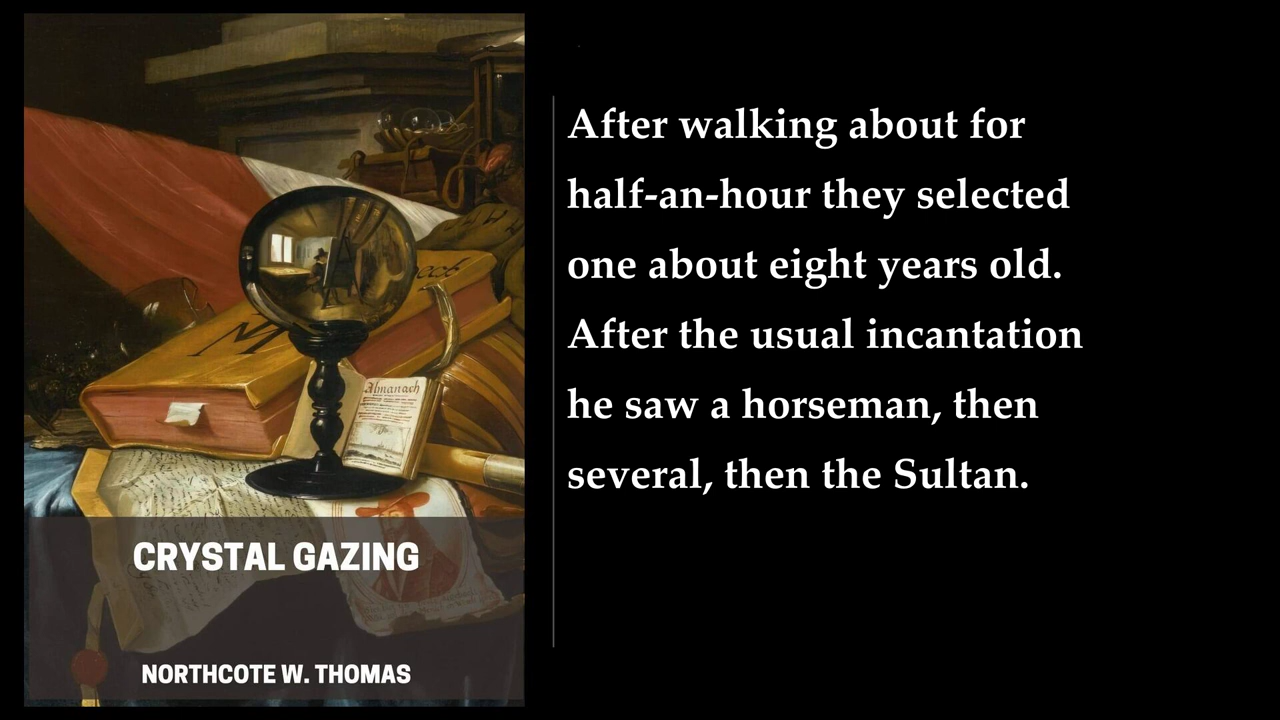 After walking about for
half-an-hour they selected
one about eight years old.
After the usual incantation
he saw a horseman, then
several, then the Sultan.
M
Almanach
CRYSTAL GAZING
NORTHCOTE W. THOMAS